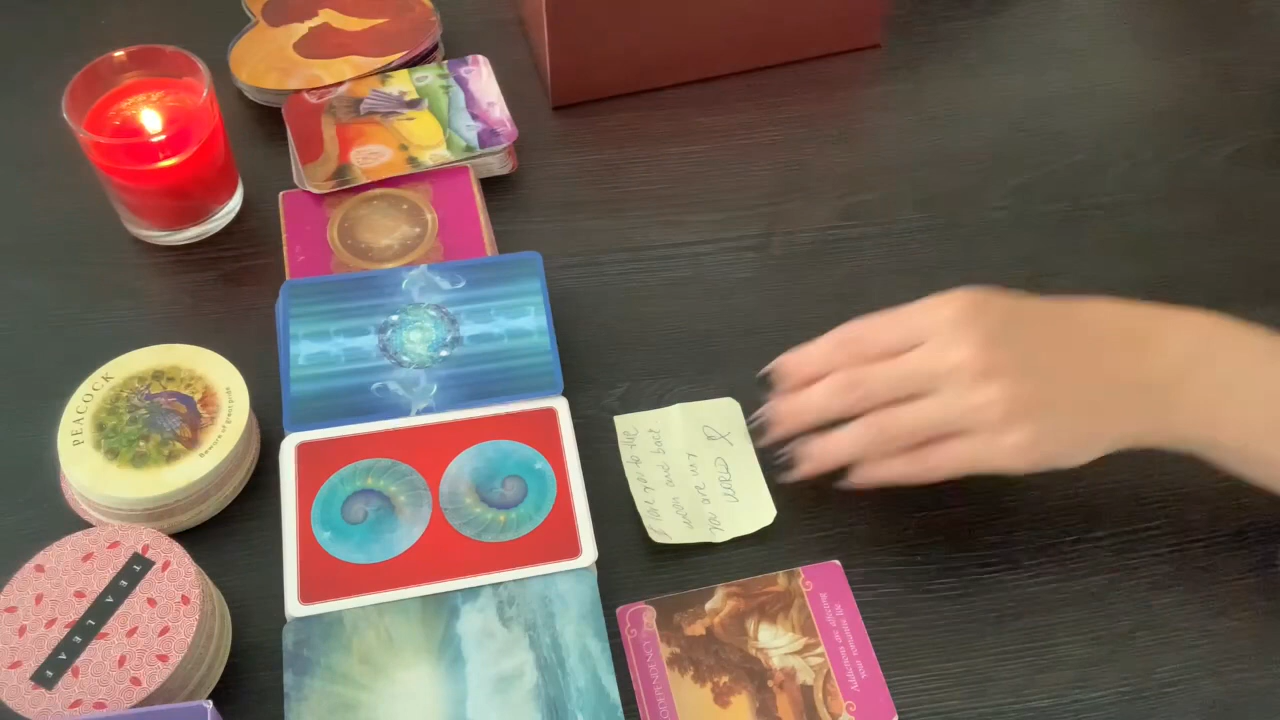 PEACOCK
Beware of great pride
TEA LEAF
I love you to the
moon and back
you are my
WORLD
CODEPENDENCY
Addictions are affecting
your romantic life